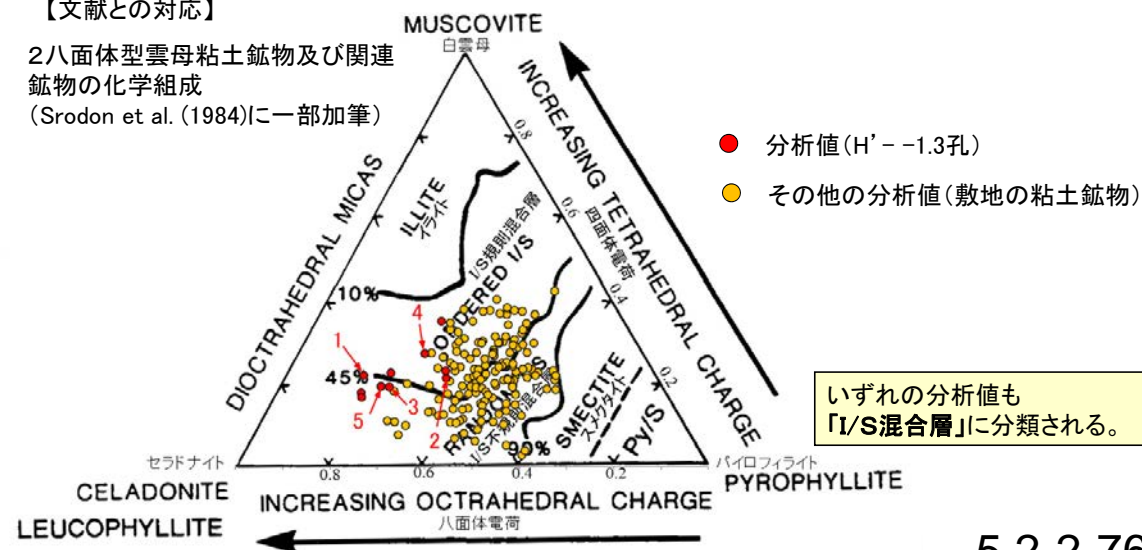 【文献との対応】
2八面体型雲母粘土鉱物及び関連
鉱物の化学組成
(Srodon et al. (1984)に一部加筆)
MUSCOVITE
白雲母
分析値(H'- -1.3孔)
その他の分析値(敷地の粘土鉱物)
INCREASING TETRAHEDRAL CHARGE
四面体電荷
DIOCTRAHEDRAL MICAS
ILLITE
イライト
I/S規則混合層
ORDERED I/S
0.8
0.6
0.4
0.2
10%
45%
90%
1
4
5
3
2
I/S不規則混合層
SMECTITE
スメクタイト
Py/S
いずれの分析値も
「I/S混合層」に分類される。
セラドナイト
CELADONITE
LEUCOPHYLLITE
0.8
0.6
0.4
0.2
パイロフィライト
PYROPHYLLITE
INCREASING OCTRAHEDRAL CHARGE
八面体電荷